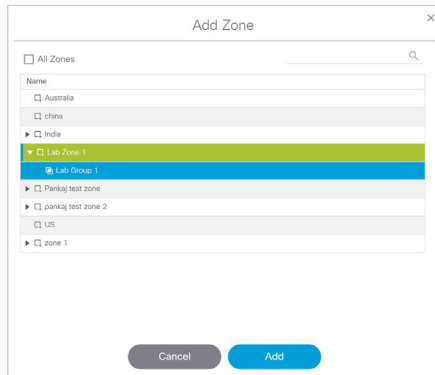 Add Zone
All Zones
Name
Australia
china
India
Lab Zone 1
Lab Group 1
Pankaj test zone
pankaj test zone 2
US
zone 1
Cancel
Add